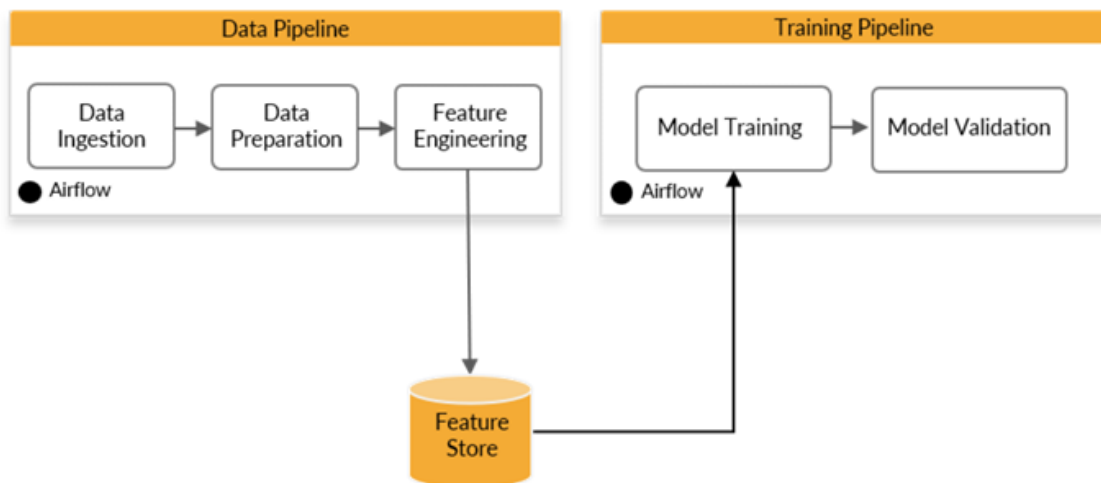 Data Pipeline
Data
Ingestion
Data
Preparation
Feature
Engineering
Airflow
Training Pipeline
Model Training
Model Validation
Airflow
Feature
Store